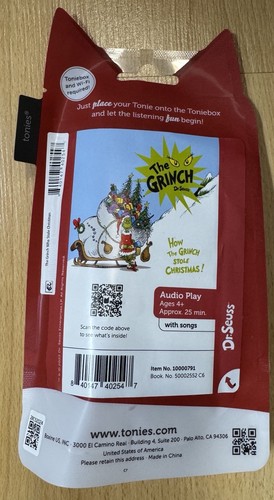 Toniebox
and Wi-Fi
required!
tonies®
Just place your Tonie onto the Toniebox
and let the listening fun begin!
The
GRINCH
Dr. Seuss
HOW
THE GRINCH
STOLE
CHRISTMAS!
Audio Play
Ages 4+
Approx. 25 min.
with songs
Dr. Seuss
Scan the code above
to see what's inside!
Item No. 10000791
Book. No. 50002552 C6
8 40147 40254 7
www.tonies.com
Boxine US, INC. · 3000 El Camino Real · Building 4, Suite 200 · Palo Alto, CA 94306
United States of America
Please retain this address · Made in China